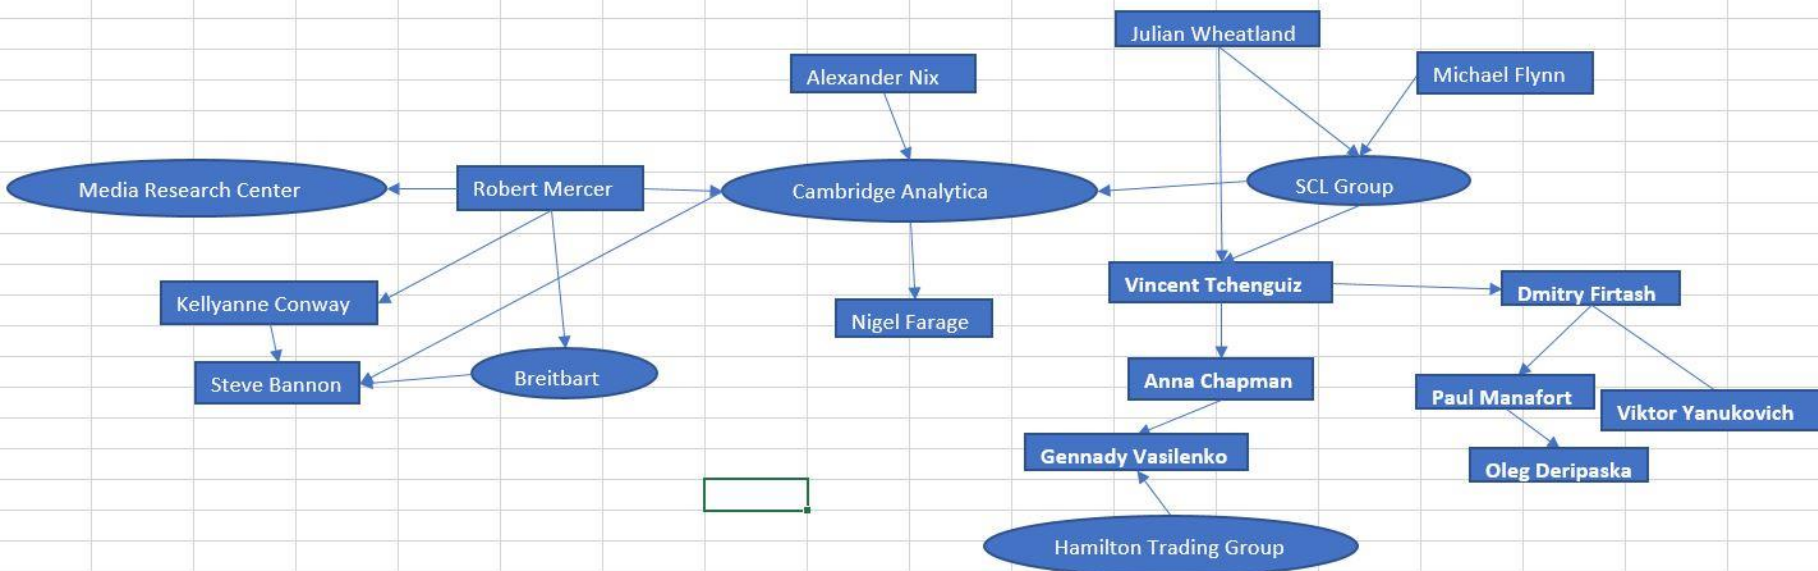 Julian Wheatland
Alexander Nix
Michael Flynn
Media Research Center
Robert Mercer
Cambridge Analytica
SCL Group
Kellyanne Conway
Nigel Farage
Vincent Tchenguiz
Dmitry Firtash
Steve Bannon
Breitbart
Anna Chapman
Paul Manafort
Viktor Yanukovich
Gennady Vasilenko
Oleg Deripaska
Hamilton Trading Group